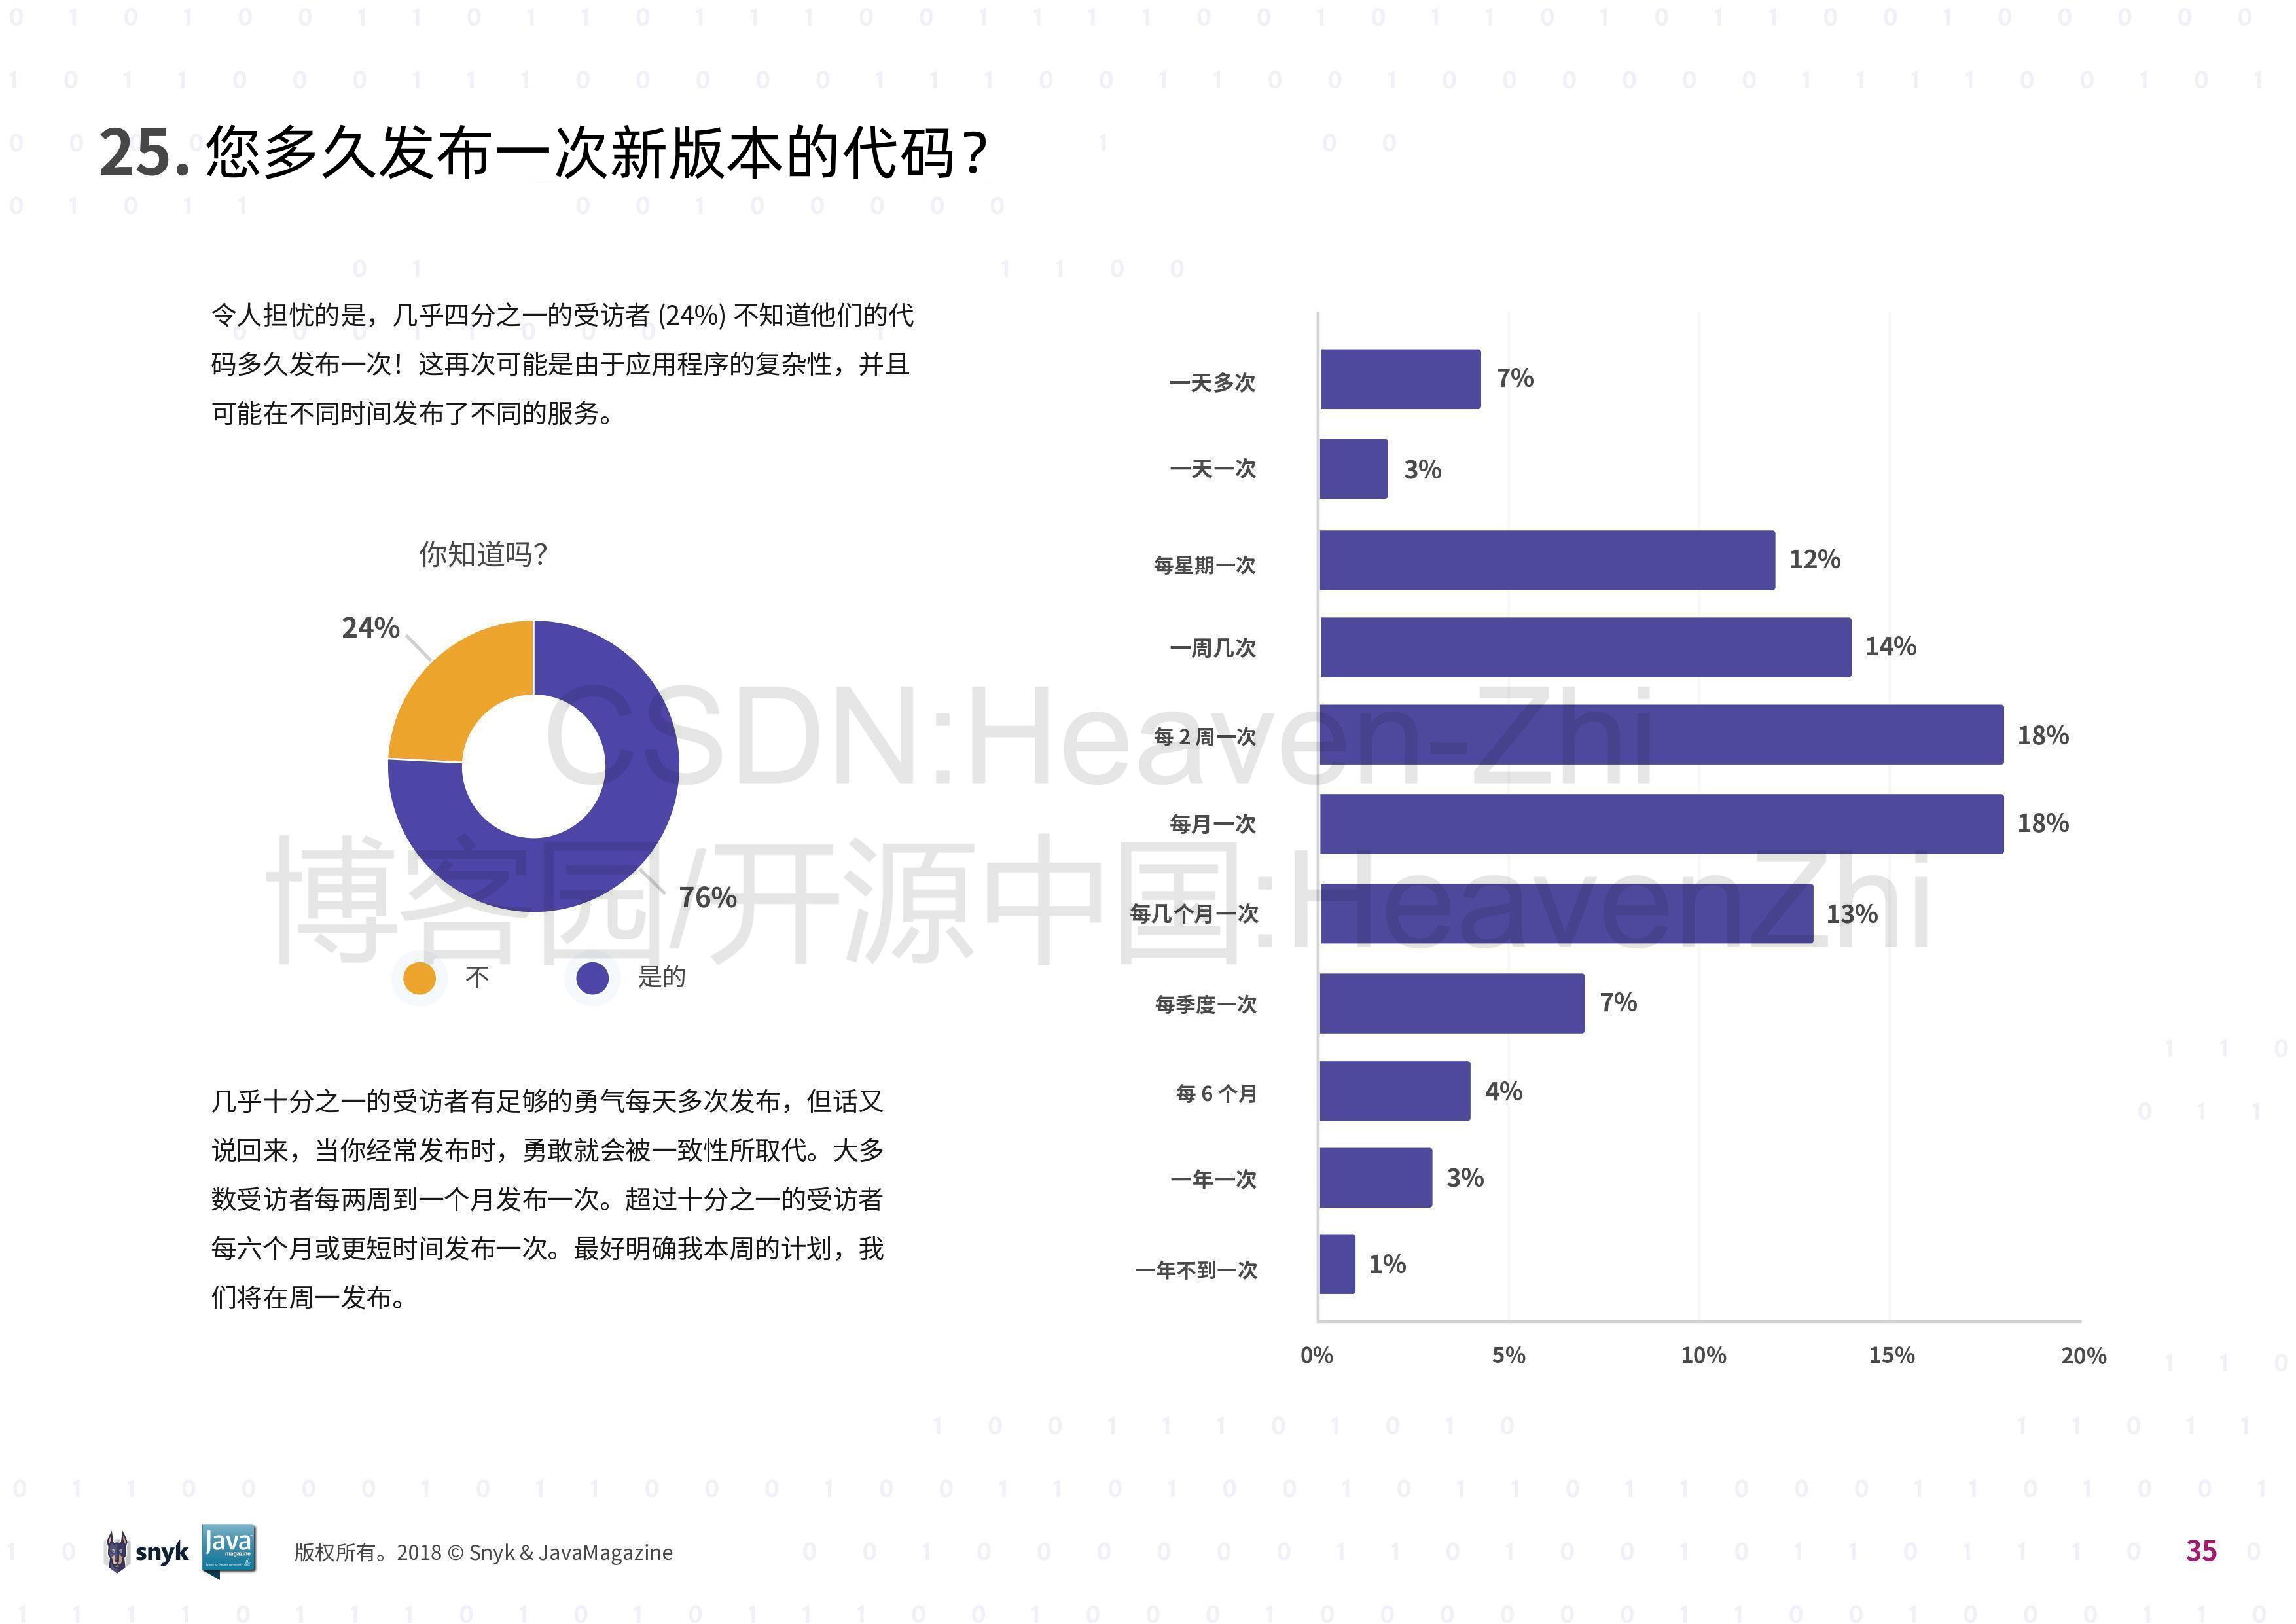 25. 您多久发布一次新版本的代码？
令人担忧的是，几乎四分之一的受访者 (24%) 不知道他们的代
码多久发布一次！这再次可能是由于应用程序的复杂性，并且
可能在不同时间发布了不同的服务。
你知道吗？
24%
76%
不
是的
几乎十分之一的受访者有足够的勇气每天多次发布，但话又
说回来，当你经常发布时，勇敢就会被一致性所取代。大多
数受访者每两周到一个月发布一次。超过十分之一的受访者
每六个月或更短时间发布一次。最好明确我本周的计划，我
们将在周一发布。
一天多次 7%
一天一次 3%
每星期一次 12%
一周几次 14%
每 2 周一次 18%
每月一次 18%
每几个月一次 13%
每季度一次 7%
每 6 个月 4%
一年一次 3%
一年不到一次 1%
0% 5% 10% 15% 20%
CSDN:Heaven-Zhi
博客园/开源中国:HeavenZhi
snyk
Java
magazine
版权所有。2018 © Snyk & JavaMagazine
35